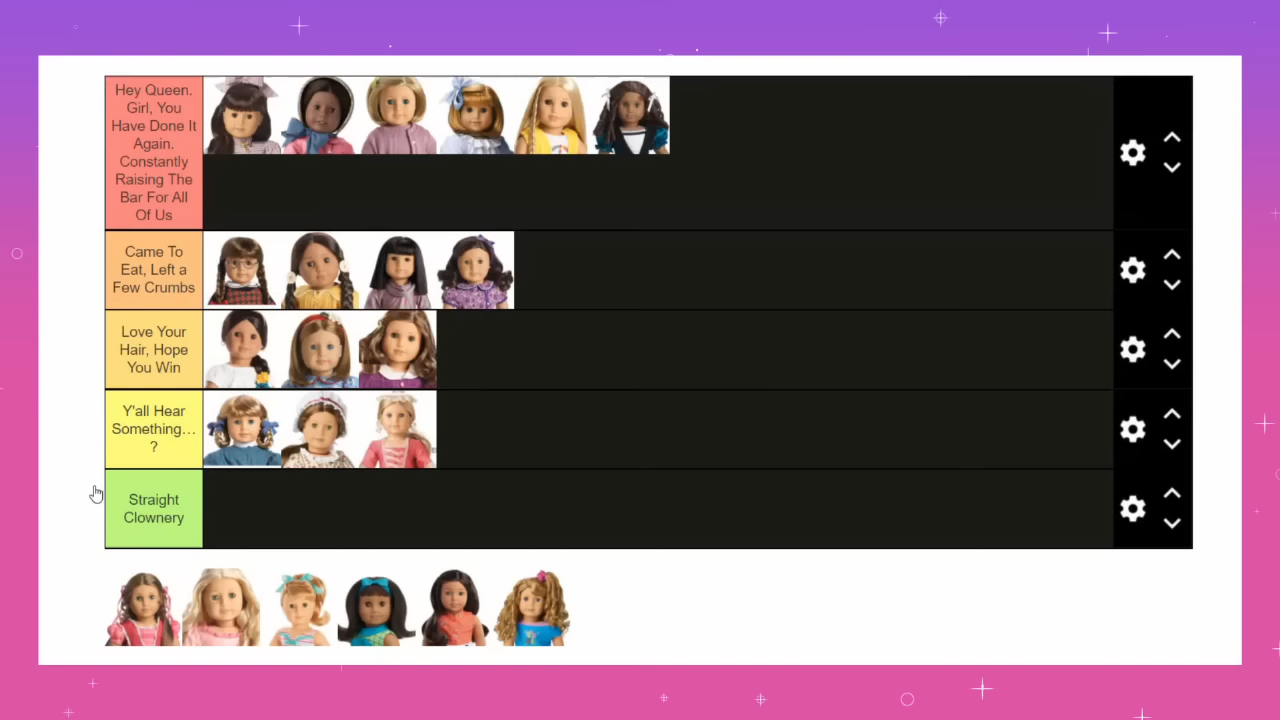 Hey Queen.
Girl, You
Have Done It
Again.
Constantly
Raising The
Bar For All
Of Us
Came To
Eat, Left a
Few Crumbs
Love Your
Hair, Hope
You Win
Y'all Hear
Something...
?
Straight
Clownery